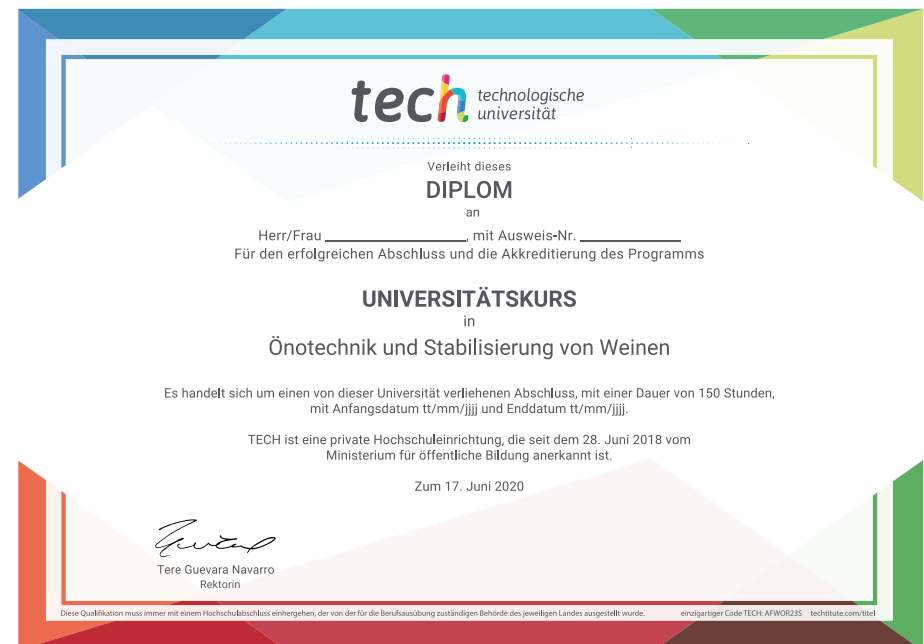 tech technologische
universität
Verleiht dieses
DIPLOM
an
Herr/Frau ____________________, mit Ausweis-Nr. ______________
Für den erfolgreichen Abschluss und die Akkreditierung des Programms
UNIVERSITÄTSKURS
in
Önotechnik und Stabilisierung von Weinen
Es handelt sich um einen von dieser Universität verliehenen Abschluss, mit einer Dauer von 150 Stunden,
mit Anfangsdatum tt/mm/jjjj und Enddatum tt/mm/jjjj.
TECH ist eine private Hochschuleinrichtung, die seit dem 28. Juni 2018 vom
Ministerium für öffentliche Bildung anerkannt ist.
Zum 17. Juni 2020
Tere Guevara Navarro
Rektorin
Diese Qualifikation muss immer mit einem Hochschulabschluss einhergehen, der von der für die Berufsausübung zuständigen Behörde des jeweiligen Landes ausgestellt wurde. einzigartiger Code TECH: AFWOR23S techtitute.com/titel